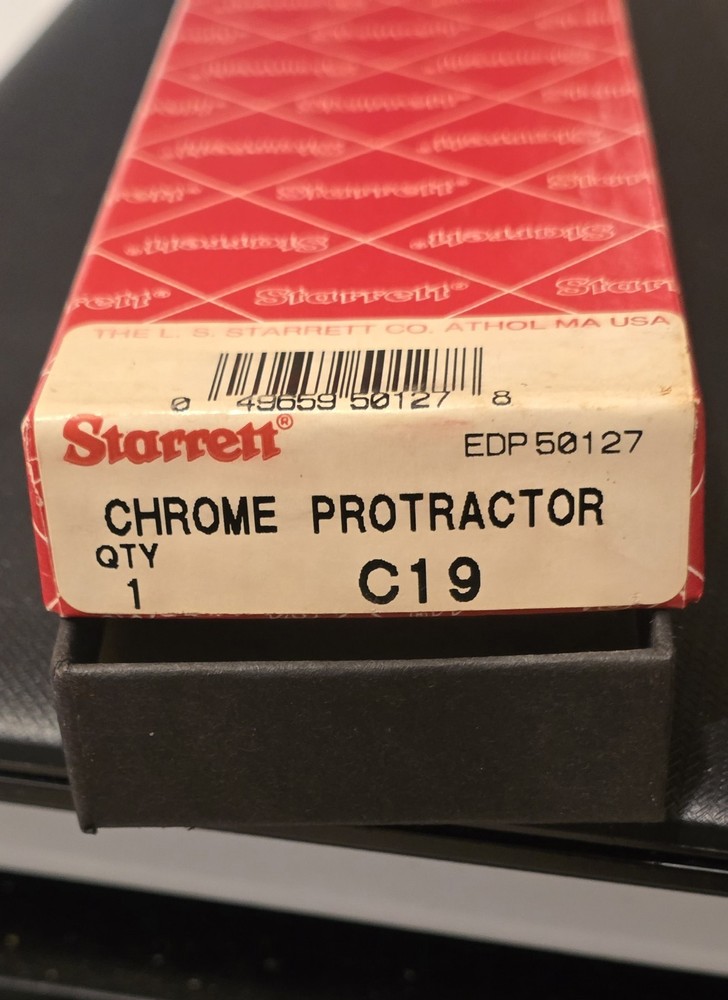 Starrett®
Starrett®
Starrett®
Starrett®
THE L. S. STARRETT CO. ATHOL MA USA
0 49659 50127 8
Starrett®
EDP 50127
CHROME PROTRACTOR
QTY
1
C19